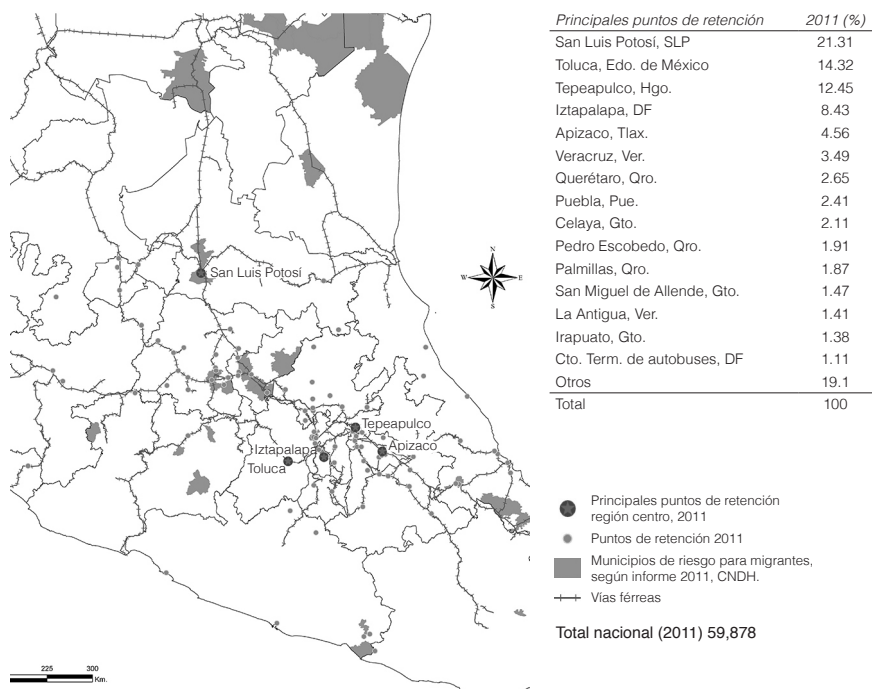 Principales puntos de retención 2011 (%)
San Luis Potosí, SLP 21.31
Toluca, Edo. de México 14.32
Tepeapulco, Hgo. 12.45
Iztapalapa, DF 8.43
Apizaco, Tlax. 4.56
Veracruz, Ver. 3.49
Querétaro, Qro. 2.65
Puebla, Pue. 2.41
Celaya, Gto. 2.11
Pedro Escobedo, Qro. 1.91
Palmillas, Qro. 1.87
San Miguel de Allende, Gto. 1.47
La Antigua, Ver. 1.41
Irapuato, Gto. 1.38
Cto. Term. de autobuses, DF 1.11
Otros 19.1
Total 100
N
W E
S
San Luis Potosí
Tepeapulco
Iztapalapa
Apizaco
Toluca
Principales puntos de retención
región centro, 2011
Puntos de retención 2011
Municipios de riesgo para migrantes,
según informe 2011, CNDH.
Vías férreas
Total nacional (2011) 59,878
225 300
Km.